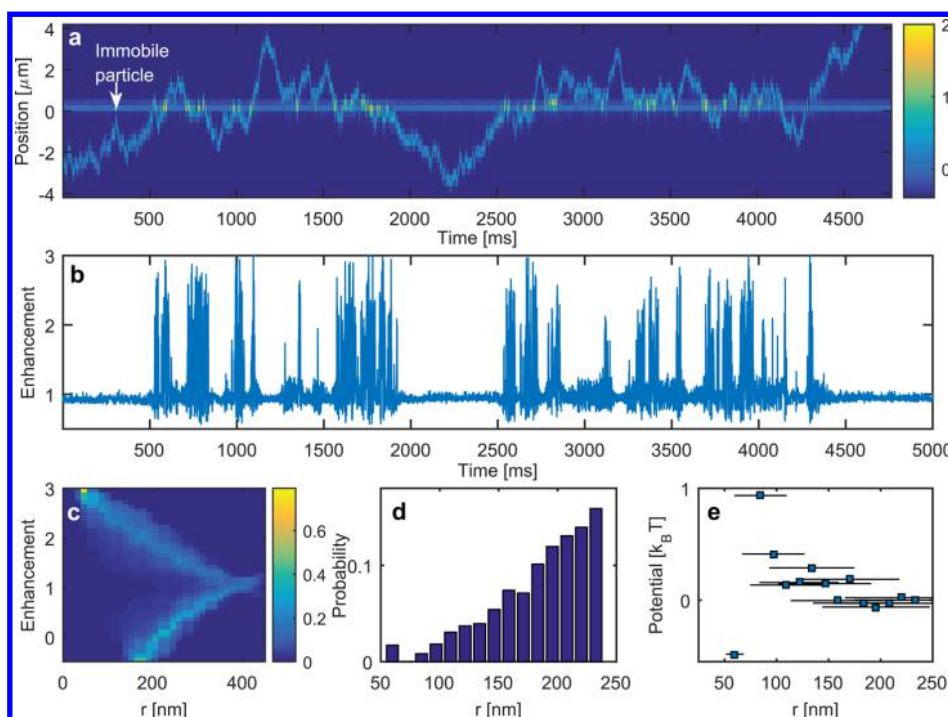 a
Immobile
particle
Position [μm]
4
2
0
-2
-4
500 1000 1500 2000 2500 3000 3500 4000 4500
Time [ms]
2
1
0
b
Enhancement
3
2
1
500 1000 1500 2000 2500 3000 3500 4000 4500 5000
Time [ms]
c
Enhancement
3
2
1
0
0 200 400
r [nm]
0.6
0.4
0.2
0
Probability
d
0.1
0
50 100 150 200 250
r [nm]
e
Potential [kB T]
1
0
50 100 150 200 250
r [nm]